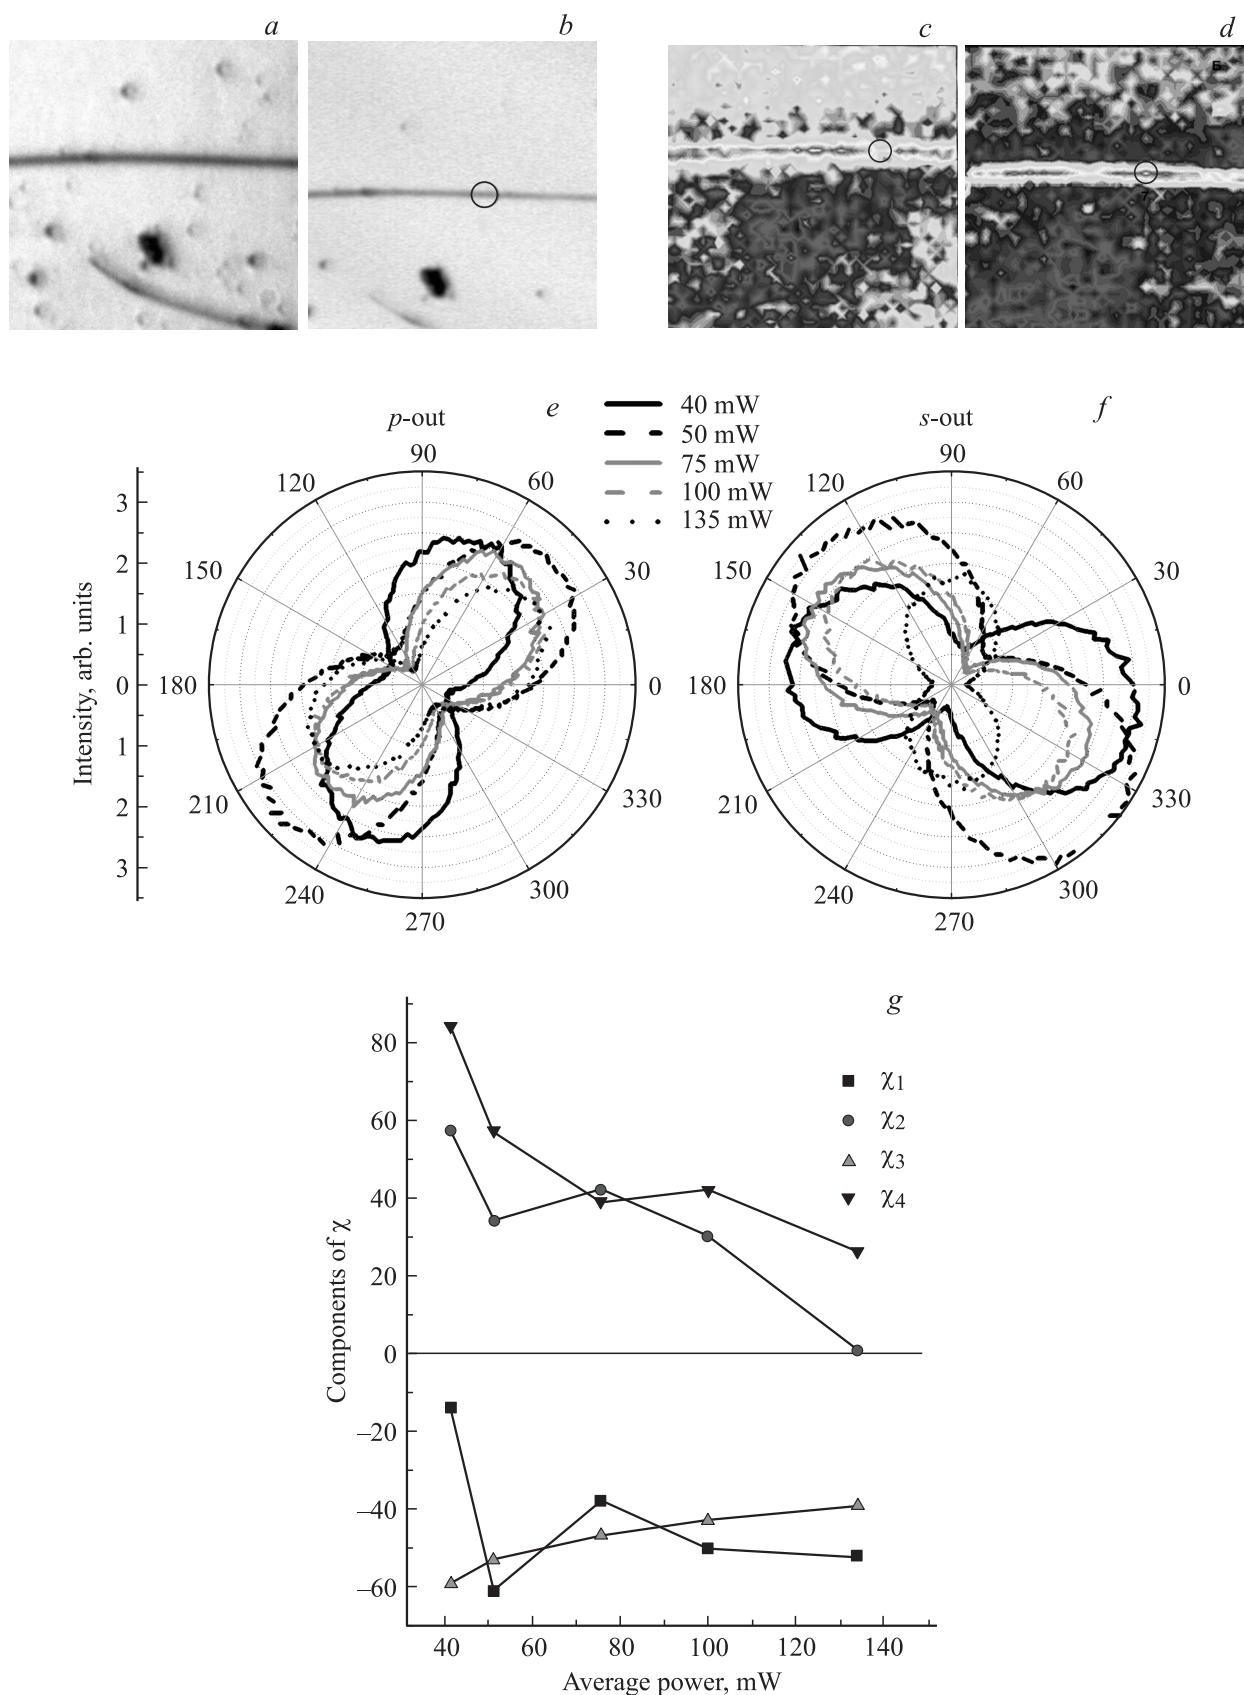 a
b
c
d
Б
7
p-out
e
40 mW
50 mW
75 mW
100 mW
135 mW
s-out
f
90
60
30
0
330
300
270
240
210
180
150
120
90
60
30
0
330
300
270
240
210
180
150
120
Intensity, arb. units
3
2
1
0
1
2
3
g
χ1
χ2
χ3
χ4
Components of χ
80
60
40
20
0
–20
–40
–60
40
60
80
100
120
140
Average power, mW